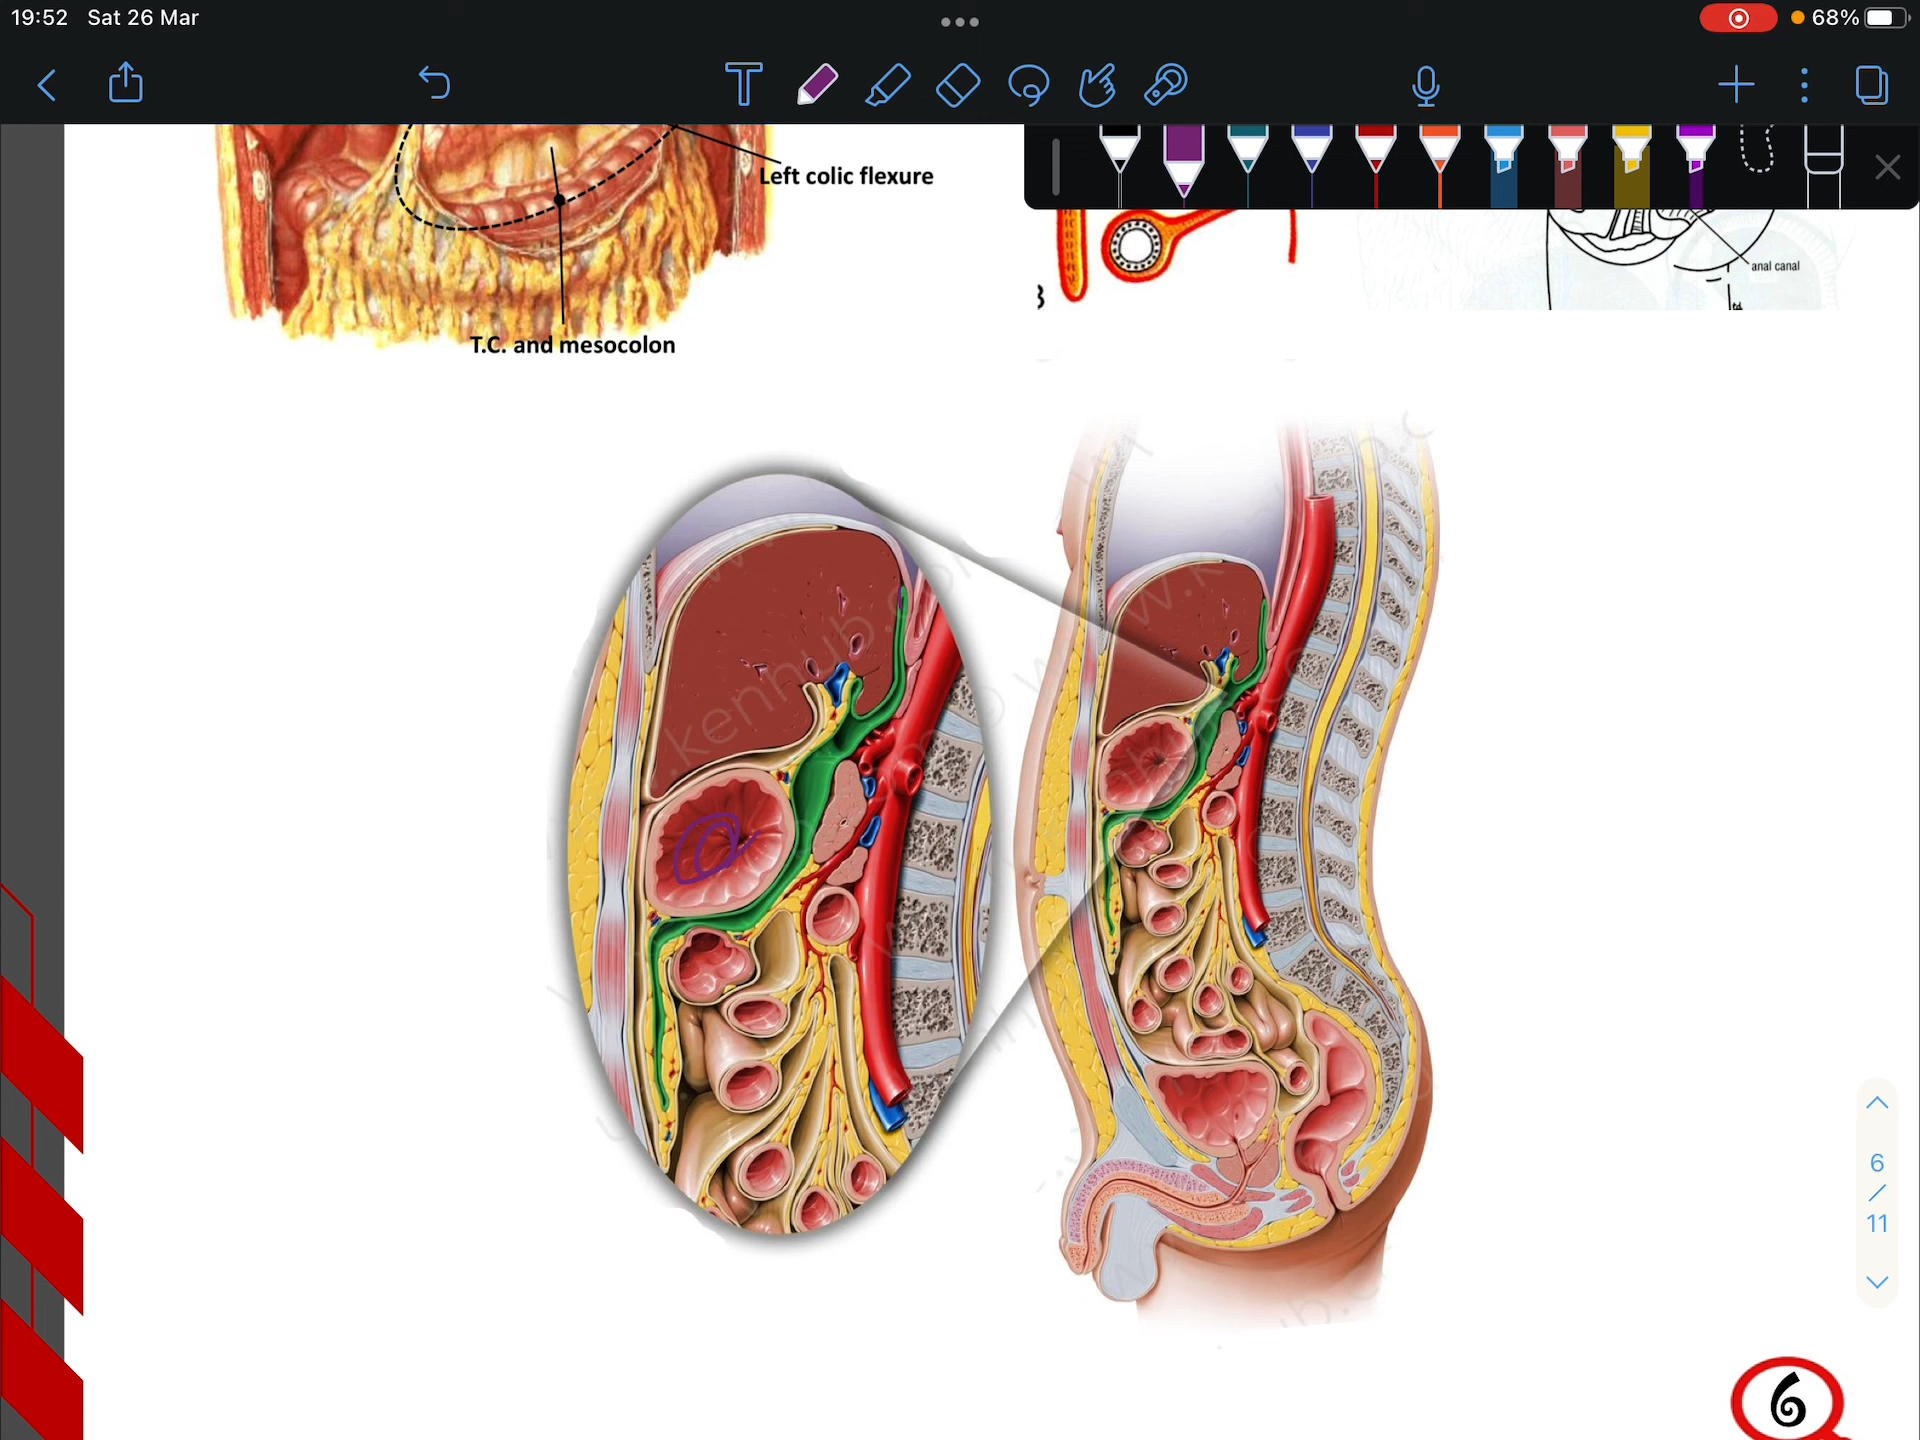 19:52 Sat 26 Mar
68%
T
Left colic flexure
anal canal
T.C. and mesocolon
6
/
11
6